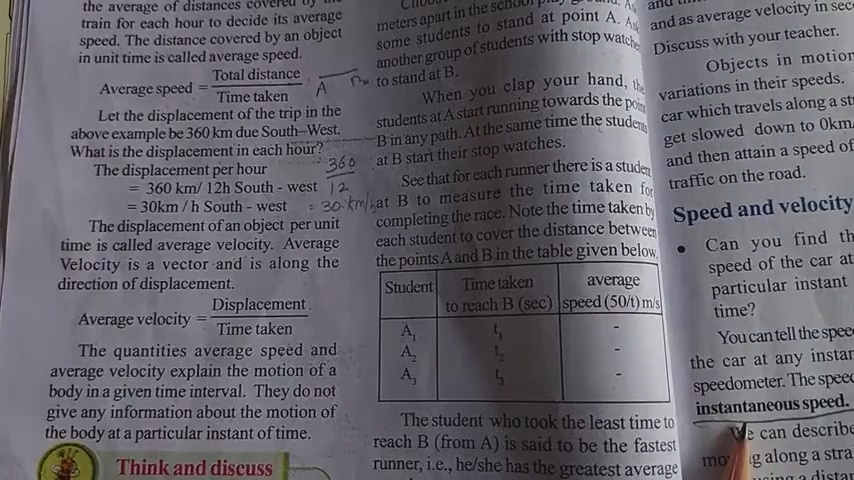 the average of distances covered by the
train for each hour to decide its average
speed. The distance covered by an object
in unit time is called average speed.
Average speed = Total distance
Time taken
A
Let the displacement of the trip in the
above example be 360 km due South-West.
What is the displacement in each hour?
The displacement per hour
= 360 km/ 12h South - west
= 30km / h South - west
360
12
= 30 km/h
The displacement of an object per unit
time is called average velocity. Average
Velocity is a vector and is along the
direction of displacement.
Average velocity = Displacement
Time taken
The quantities average speed and
average velocity explain the motion of a
body in a given time interval. They do not
give any information about the motion of
the body at a particular instant of time.
Think and discuss
meters apart in the school
some students to stand at point A.
another group of students with stop watche
to stand at B.
When you clap your hand, the
students at A start running towards the point
B in any path. At the same time the students
at B start their stop watches.
See that for each runner there is a student
at B to measure the time taken for
completing the race. Note the time taken by
each student to cover the distance between
the points A and B in the table given below.
Student Time taken to reach B (sec) average speed (50/t) m/s
A1 t1 -
A2 t2 -
A3 t3 -
The student who took the least time to
reach B (from A) is said to be the fastest
runner, i.e., he/she has the greatest average
and as average velocity in sec
Discuss with your teacher.
Objects in motion
variations in their speeds.
car which travels along a st
get slowed down to 0km
and then attain a speed of
traffic on the road.
Speed and velocity
• Can you find th
speed of the car at
particular instant
time?
You can tell the spee
the car at any instan
speedometer. The speed
instantaneous speed.
We can describe
along a stra
using a distan